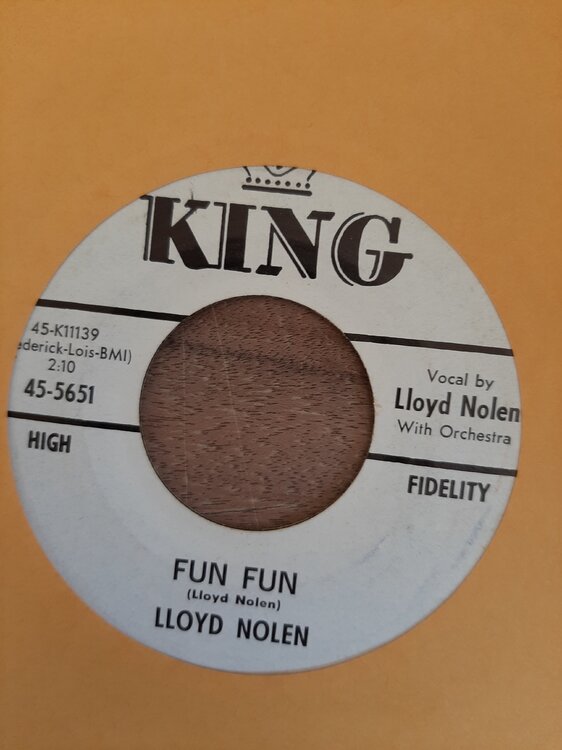 KING
45-K11139
ederick-Lois-BMI)
2:10
45-5651
HIGH
Vocal by
Lloyd Nolen
With Orchestra
FIDELITY
FUN FUN
(Lloyd Nolen)
LLOYD NOLEN